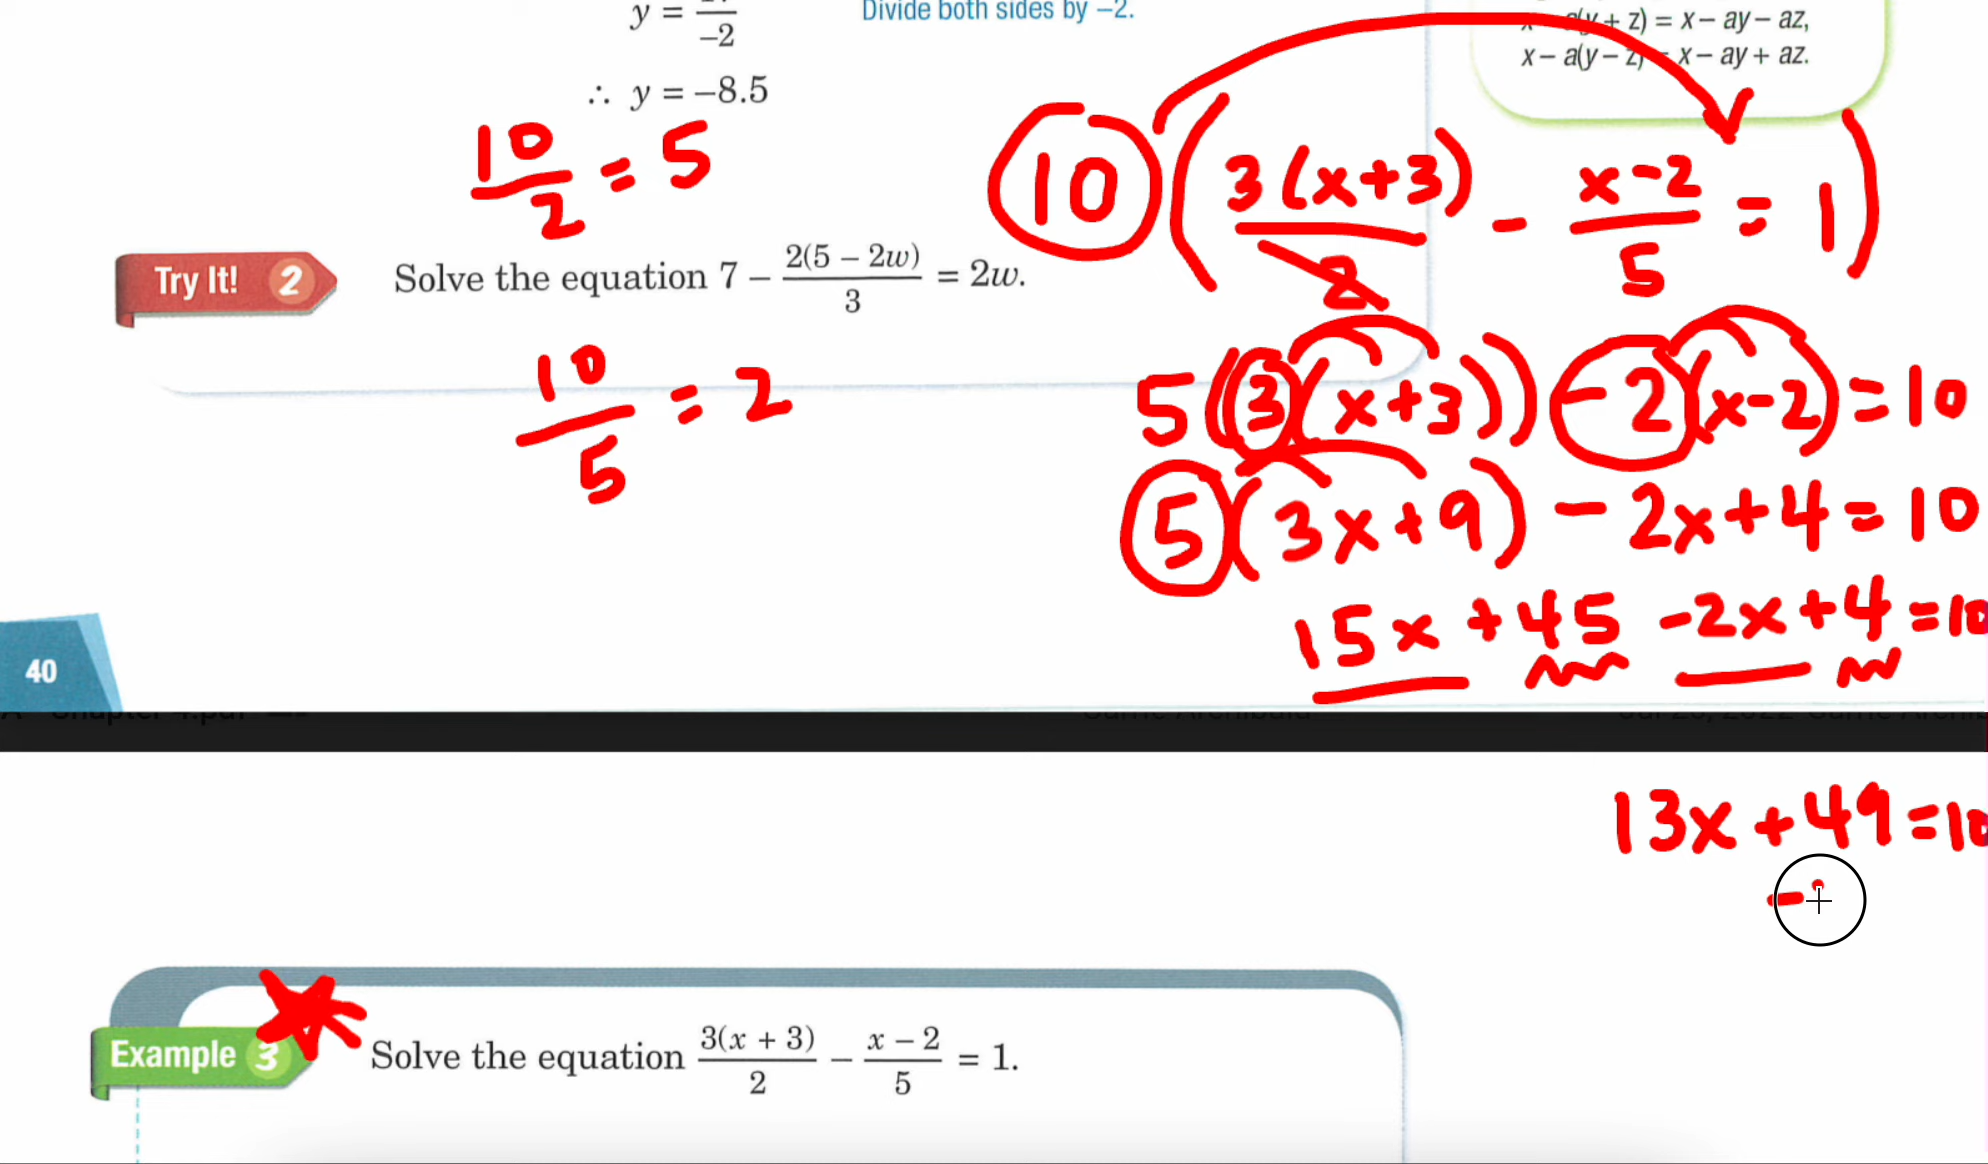 y = /-2
Divide both sides by –2.
(y + z) = x – ay – az,
x – a(y – z) = x – ay + az.
∴ y = –8.5
10/2 = 5
10 ( 3(x+3)/2 - x-2/5 = 1 )
Try It! 2
Solve the equation 7 – 2(5 – 2w)/3 = 2w.
10/5 = 2
5(3(x+3)) -2(x-2) = 10
5(3x+9) - 2x+4 = 10
15x + 45 -2x+4 = 10
40
13x + 49 = 10
-
Example 3
Solve the equation 3(x + 3)/2 – x – 2/5 = 1.